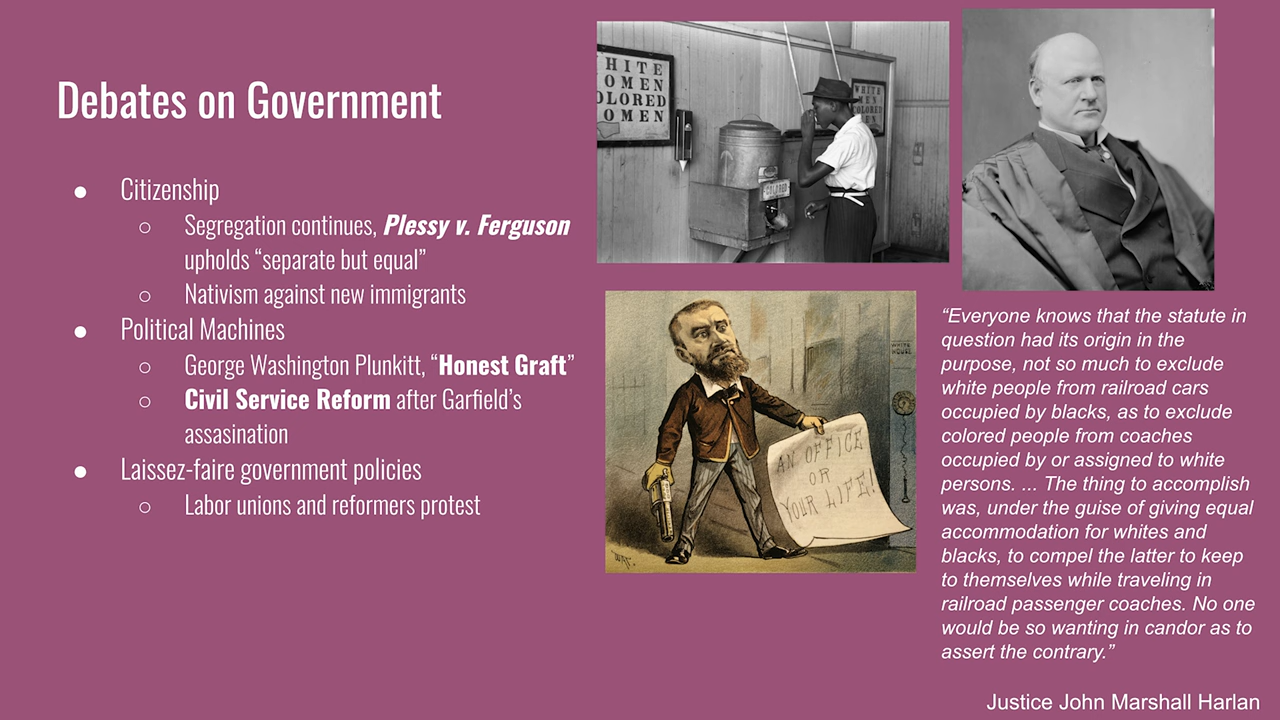 Debates on Government
● Citizenship
○ Segregation continues, Plessy v. Ferguson
upholds “separate but equal”
○ Nativism against new immigrants
● Political Machines
○ George Washington Plunkitt, “Honest Graft”
○ Civil Service Reform after Garfield’s
assasination
● Laissez-faire government policies
○ Labor unions and reformers protest
HITE
OMEN
OLORED
OMEN
WHITE
MEN
COLORED
COLORED
WHITE
HOUSE
AN OFFICE
OR
YOUR LIFE!
“Everyone knows that the statute in
question had its origin in the
purpose, not so much to exclude
white people from railroad cars
occupied by blacks, as to exclude
colored people from coaches
occupied by or assigned to white
persons. ... The thing to accomplish
was, under the guise of giving equal
accommodation for whites and
blacks, to compel the latter to keep
to themselves while traveling in
railroad passenger coaches. No one
would be so wanting in candor as to
assert the contrary.”
Justice John Marshall Harlan